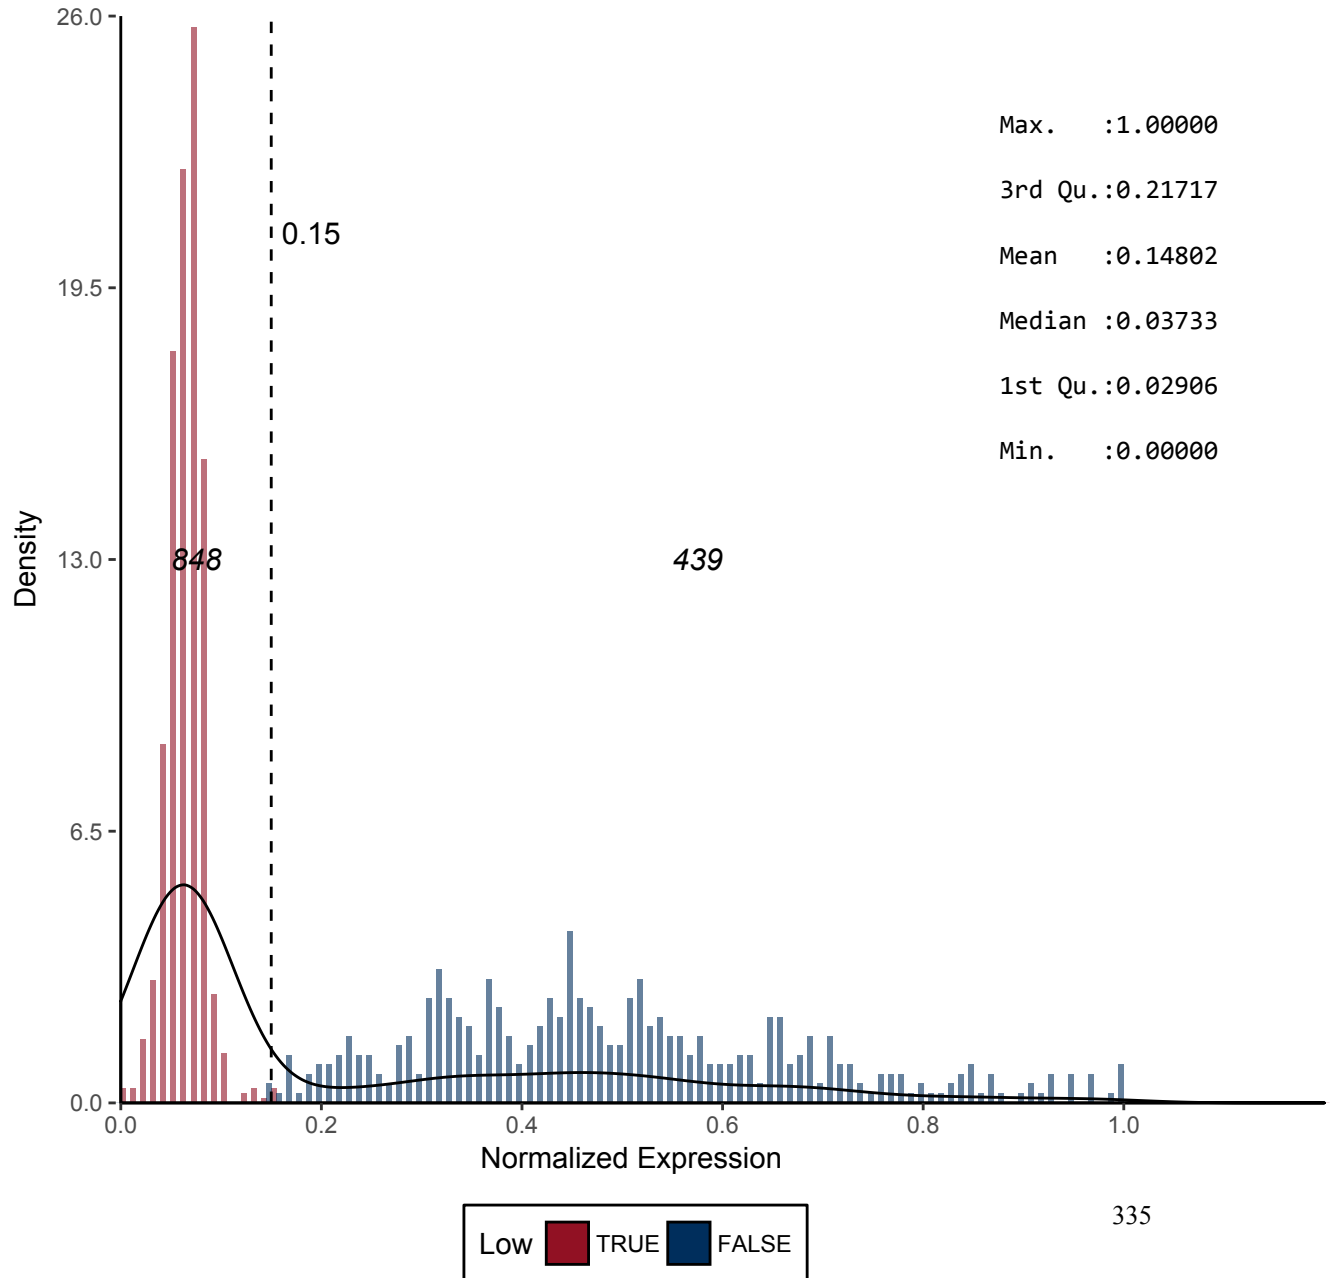 26.0
Max. :1.00000
3rd Qu.:0.21717
0.15
Mean :0.14802
19.5
Median :0.03733
1st Qu.:0.02906
Min. :0.00000
Density
13.0
848
439
6.5
0.0
0.0 0.2 0.4 0.6 0.8 1.0
Normalized Expression
335
Low TRUE FALSE